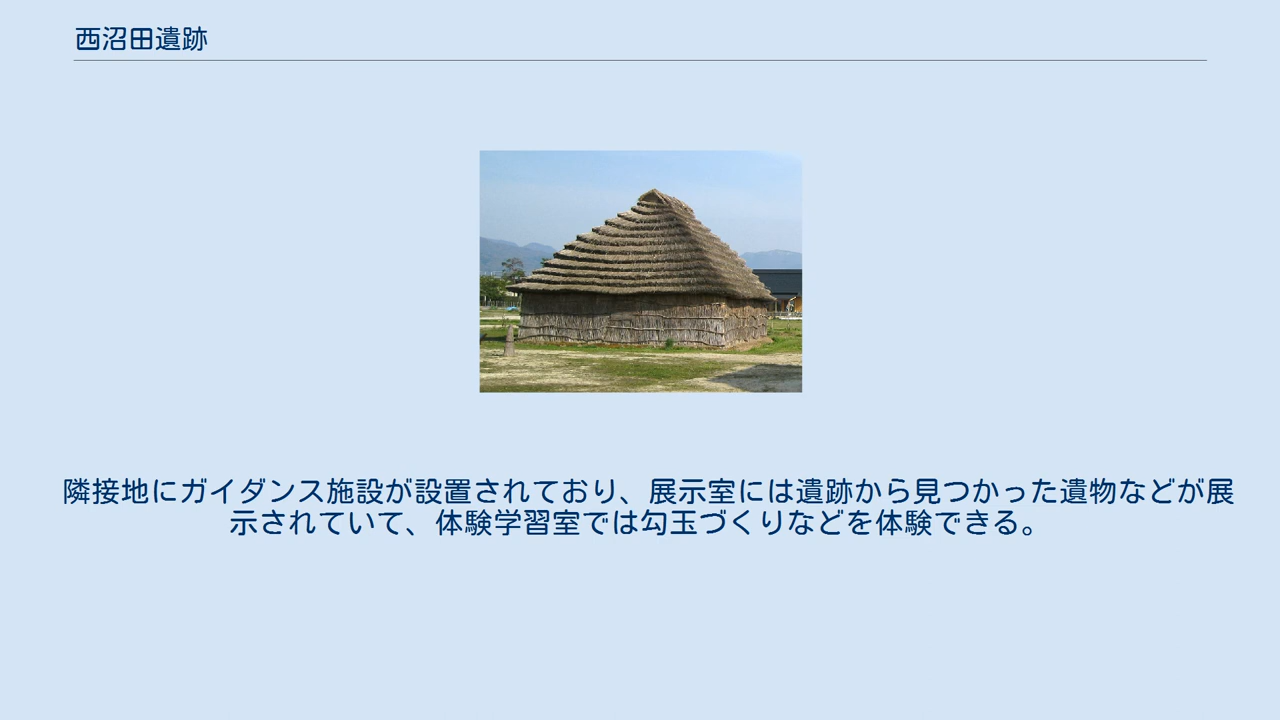 西沼田遺跡
隣接地にガイダンス施設が設置されており、展示室には遺跡から見つかった遺物などが展
示されていて、体験学習室では勾玉づくりなどを体験できる。